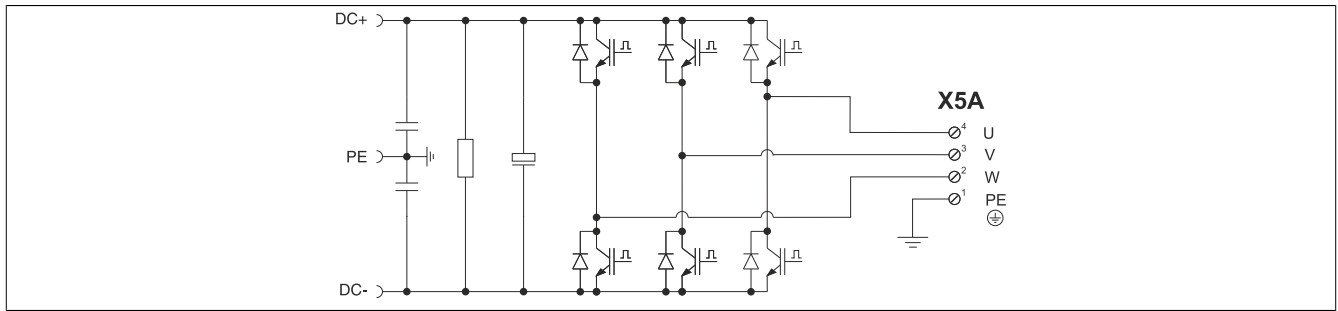 DC+
X5A
4 U
3 V
PE
2 W
1 PE
DC-